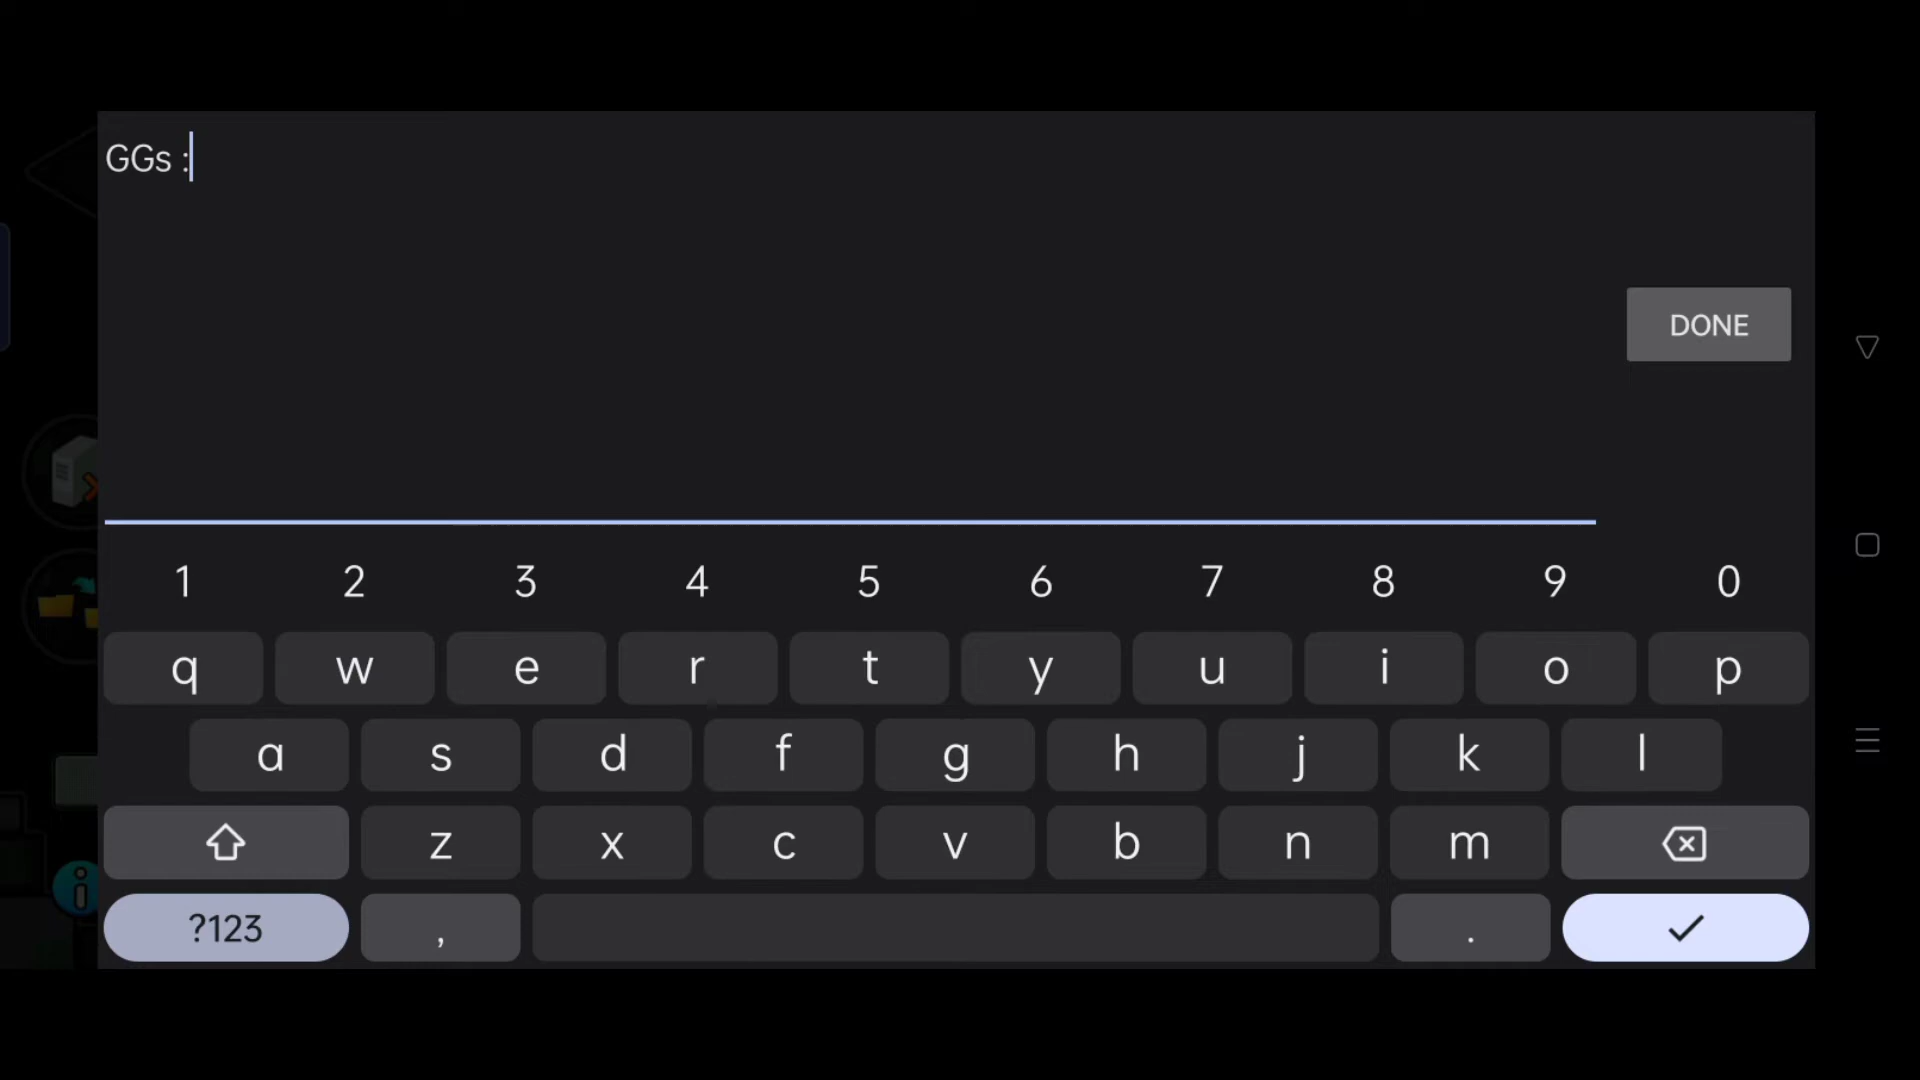 GGs :
DONE
1 2 3 4 5 6 7 8 9 0
q w e r t y u i o p
a s d f g h j k l
z x c v b n m
?123 , .